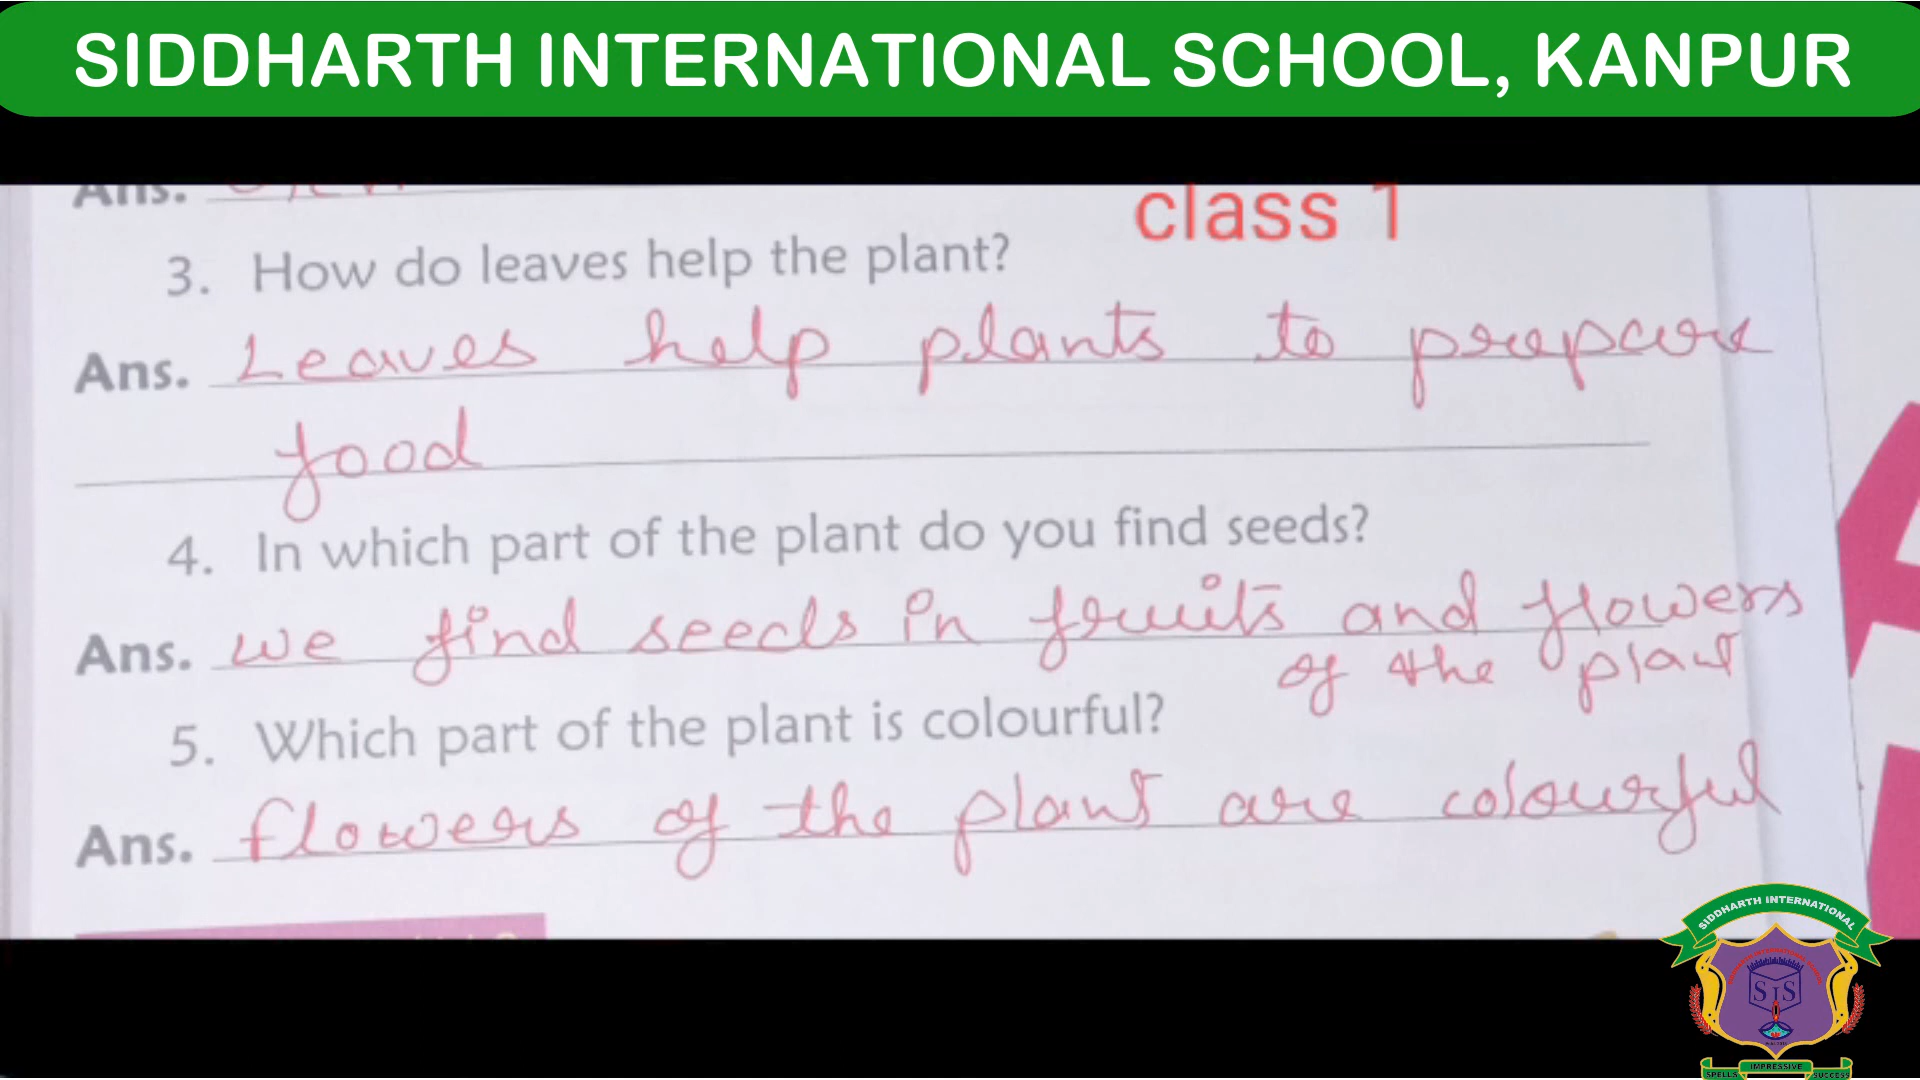 SIDDHARTH INTERNATIONAL SCHOOL, KANPUR
Ans.
class 1
3. How do leaves help the plant?
Ans. Leaves help plants to prepare
food
4. In which part of the plant do you find seeds?
Ans. we find seeds in fruits and flowers
of the plant
5. Which part of the plant is colourful?
Ans. flowers of the plant are colourful
SIDDHARTH INTERNATIONAL
SIS
SPELLS IMPRESSIVE SUCCESS